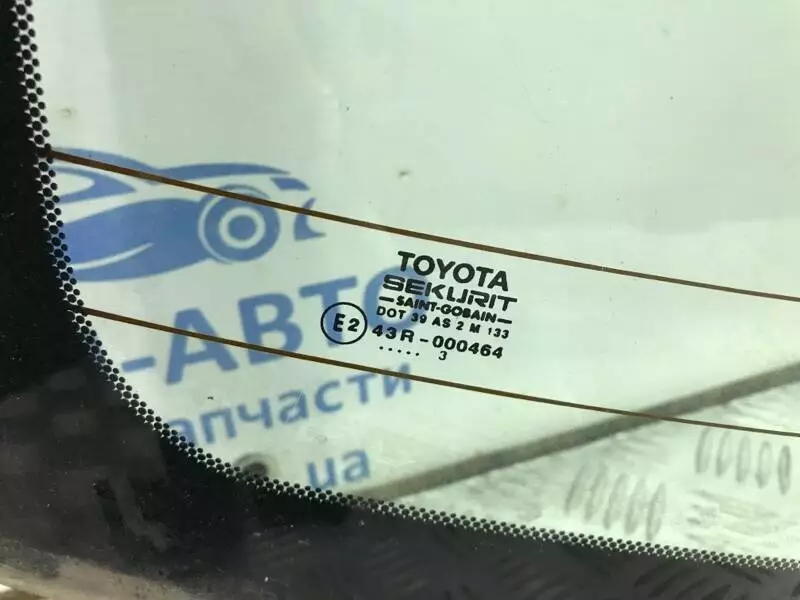 TOYOTA
SEKURIT
SAINT-GOBAIN
DOT 39 AS 2 M 133
E2 43R-000464
..... 3
-АВТО
запчасти
ua